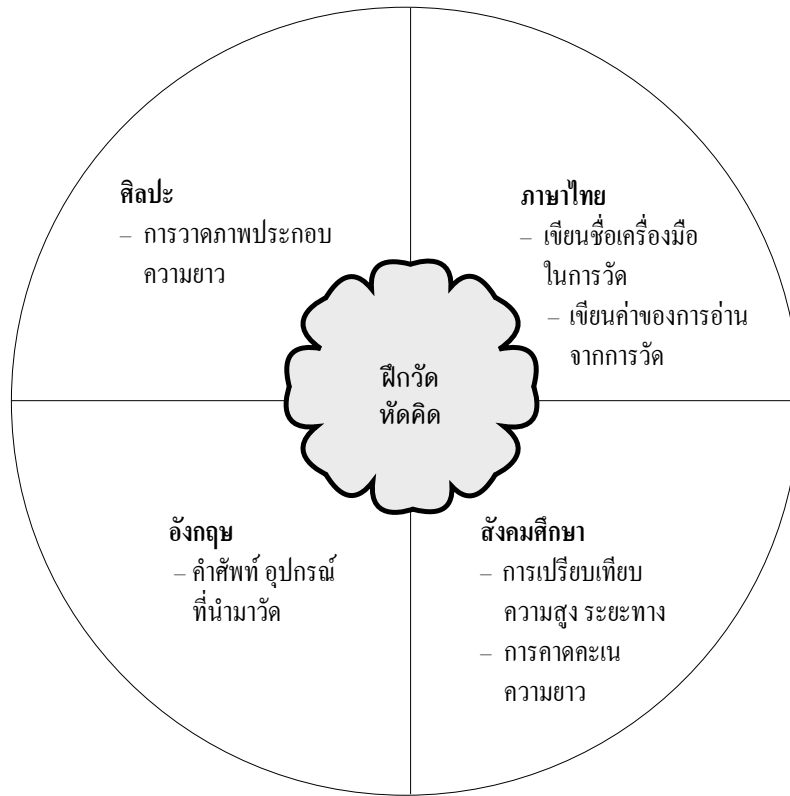 ศิลปะ
– การวาดภาพประกอบ
ความยาว
ภาษาไทย
– เขียนชื่อเครื่องมือ
ในการวัด
– เขียนค่าของการอ่าน
จากการวัด
ฝึกวัด
หัดคิด
อังกฤษ
– คำศัพท์ อุปกรณ์
ที่นำมาวัด
สังคมศึกษา
– การเปรียบเทียบ
ความสูง ระยะทาง
– การคาดคะเน
ความยาว